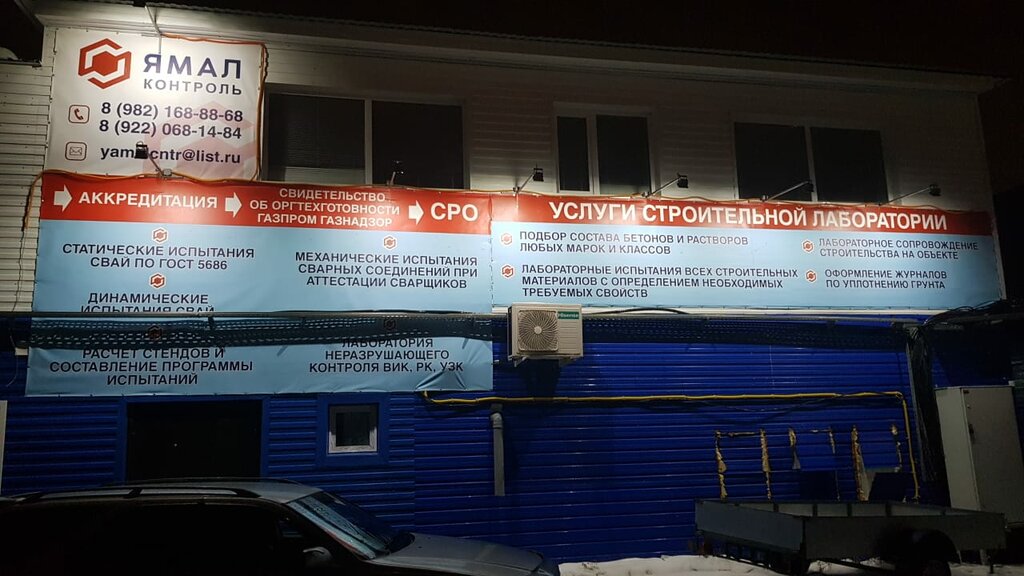 ЯМАЛ
КОНТРОЛЬ
8 (982) 168-88-68
8 (922) 068-14-84
АККРЕДИТАЦИЯ
СВИДЕТЕЛЬСТВО
ОБ ОРГТЕХГОТОВНОСТИ
ГАЗПРОМ ГАЗНАДЗОР
СРО
СТАТИЧЕСКИЕ ИСПЫТАНИЯ
СВАЙ ПО ГОСТ 5686
ДИНАМИЧЕСКИЕ
ИСПЫТАНИЯ СВАЙ
РАСЧЕТ СТЕНДОВ И
СОСТАВЛЕНИЕ ПРОГРАММЫ
ИСПЫТАНИЙ
МЕХАНИЧЕСКИЕ ИСПЫТАНИЯ
СВАРНЫХ СОЕДИНЕНИЙ ПРИ
АТТЕСТАЦИИ СВАРЩИКОВ
ЛАБОРАТОРИЯ
НЕРАЗРУШАЮЩЕГО
КОНТРОЛЯ ВИК, РК, УЗК
УСЛУГИ СТРОИТЕЛЬНОЙ ЛАБОРАТОРИИ
ПОДБОР СОСТАВА БЕТОНОВ И РАСТВОРОВ
ЛЮБЫХ МАРОК И КЛАССОВ
ЛАБОРАТОРНЫЕ ИСПЫТАНИЯ ВСЕХ СТРОИТЕЛЬНЫХ
МАТЕРИАЛОВ С ОПРЕДЕЛЕНИЕМ НЕОБХОДИМЫХ
ТРЕБУЕМЫХ СВОЙСТВ
ЛАБОРАТОРНОЕ СОПРОВОЖДЕНИЕ
СТРОИТЕЛЬСТВА НА ОБЪЕКТЕ
ОФОРМЛЕНИЕ ЖУРНАЛОВ
ПО УПЛОТНЕНИЮ ГРУНТА
Hisense